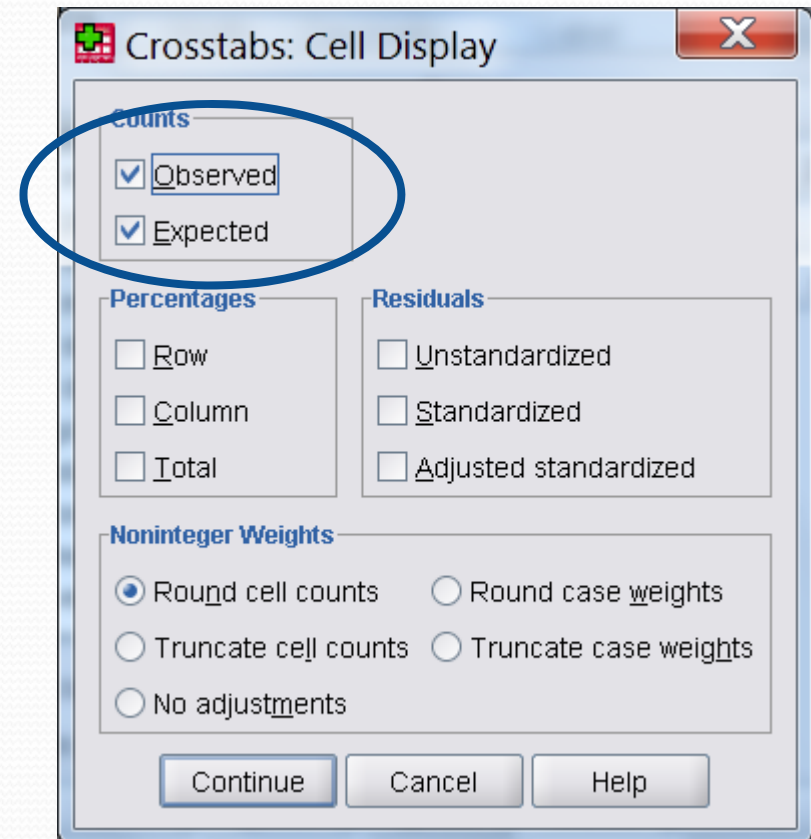 Crosstabs: Cell Display
Counts
Observed
Expected
Percentages
Row
Column
Total
Residuals
Unstandardized
Standardized
Adjusted standardized
Noninteger Weights
Round cell counts
Round case weights
Truncate cell counts
Truncate case weights
No adjustments
Continue
Cancel
Help